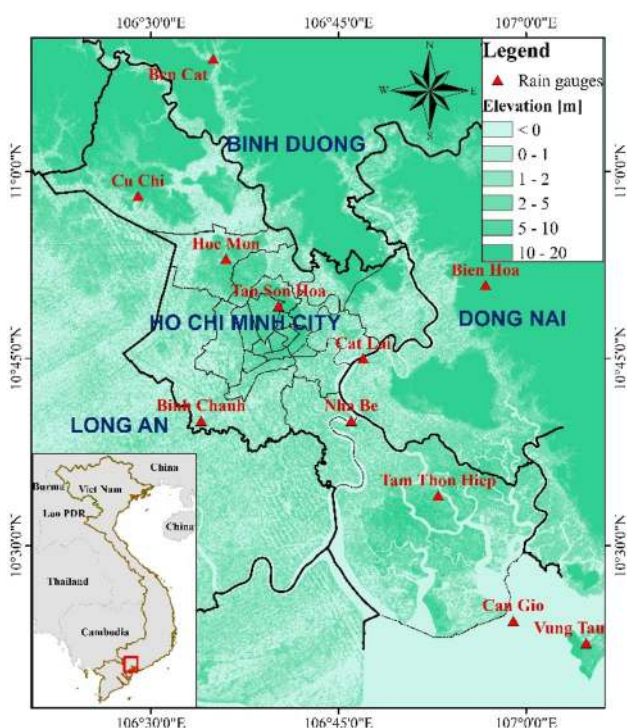 106°30'0"E 106°45'0"E 107°0'0"E
Legend
Rain gauges
Elevation [m]
< 0
0 - 1
1 - 2
2 - 5
5 - 10
10 - 20
N
W E
S
Ben Cat
BINH DUONG
11°0'0"N 11°0'0"N
Cu Chi
Hoc Mon
Bien Hoa
Tan Son Hoa
HO CHI MINH CITY
DONG NAI
Cat Lai
10°45'0"N 10°45'0"N
Binh Chanh
Nha Be
LONG AN
Tam Thon Hiep
China
Burma
Viet Nam
Lao PDR
China
Thailand
Cambodia
10°30'0"N 10°30'0"N
Can Gio
Vung Tau
106°30'0"E 106°45'0"E 107°0'0"E